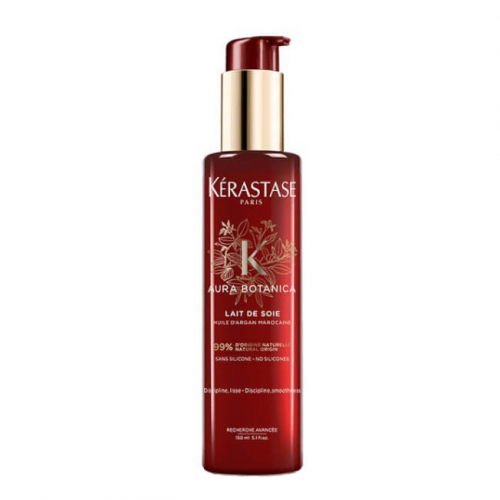 KÉRASTASE
PARIS
K
AURA BOTANICA
LAIT DE SOIE
HUILE D'ARGAN MAROCAINE
99% D'ORIGINE NATURELLE
NATURAL ORIGIN
SANS SILICONE - NO SILICONES
Discipline, lisse - Discipline, smoothness
RECHERCHE AVANCÉE
150 ml 5.1 fl.oz.